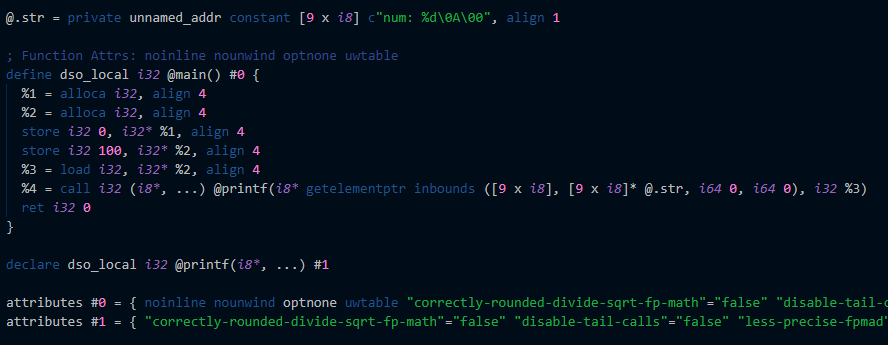 @.str = private unnamed_addr constant [9 x i8] c"num: %d\0A\00", align 1
; Function Attrs: noinline nounwind optnone uwtable
define dso_local i32 @main() #0 {
%1 = alloca i32, align 4
%2 = alloca i32, align 4
store i32 0, i32* %1, align 4
store i32 100, i32* %2, align 4
%3 = load i32, i32* %2, align 4
%4 = call i32 (i8*, ...) @printf(i8* getelementptr inbounds ([9 x i8], [9 x i8]* @.str, i64 0, i64 0), i32 %3)
ret i32 0
}
declare dso_local i32 @printf(i8*, ...) #1
attributes #0 = { noinline nounwind optnone uwtable "correctly-rounded-divide-sqrt-fp-math"="false" "disable-tail-c
attributes #1 = { "correctly-rounded-divide-sqrt-fp-math"="false" "disable-tail-calls"="false" "less-precise-fpmad"